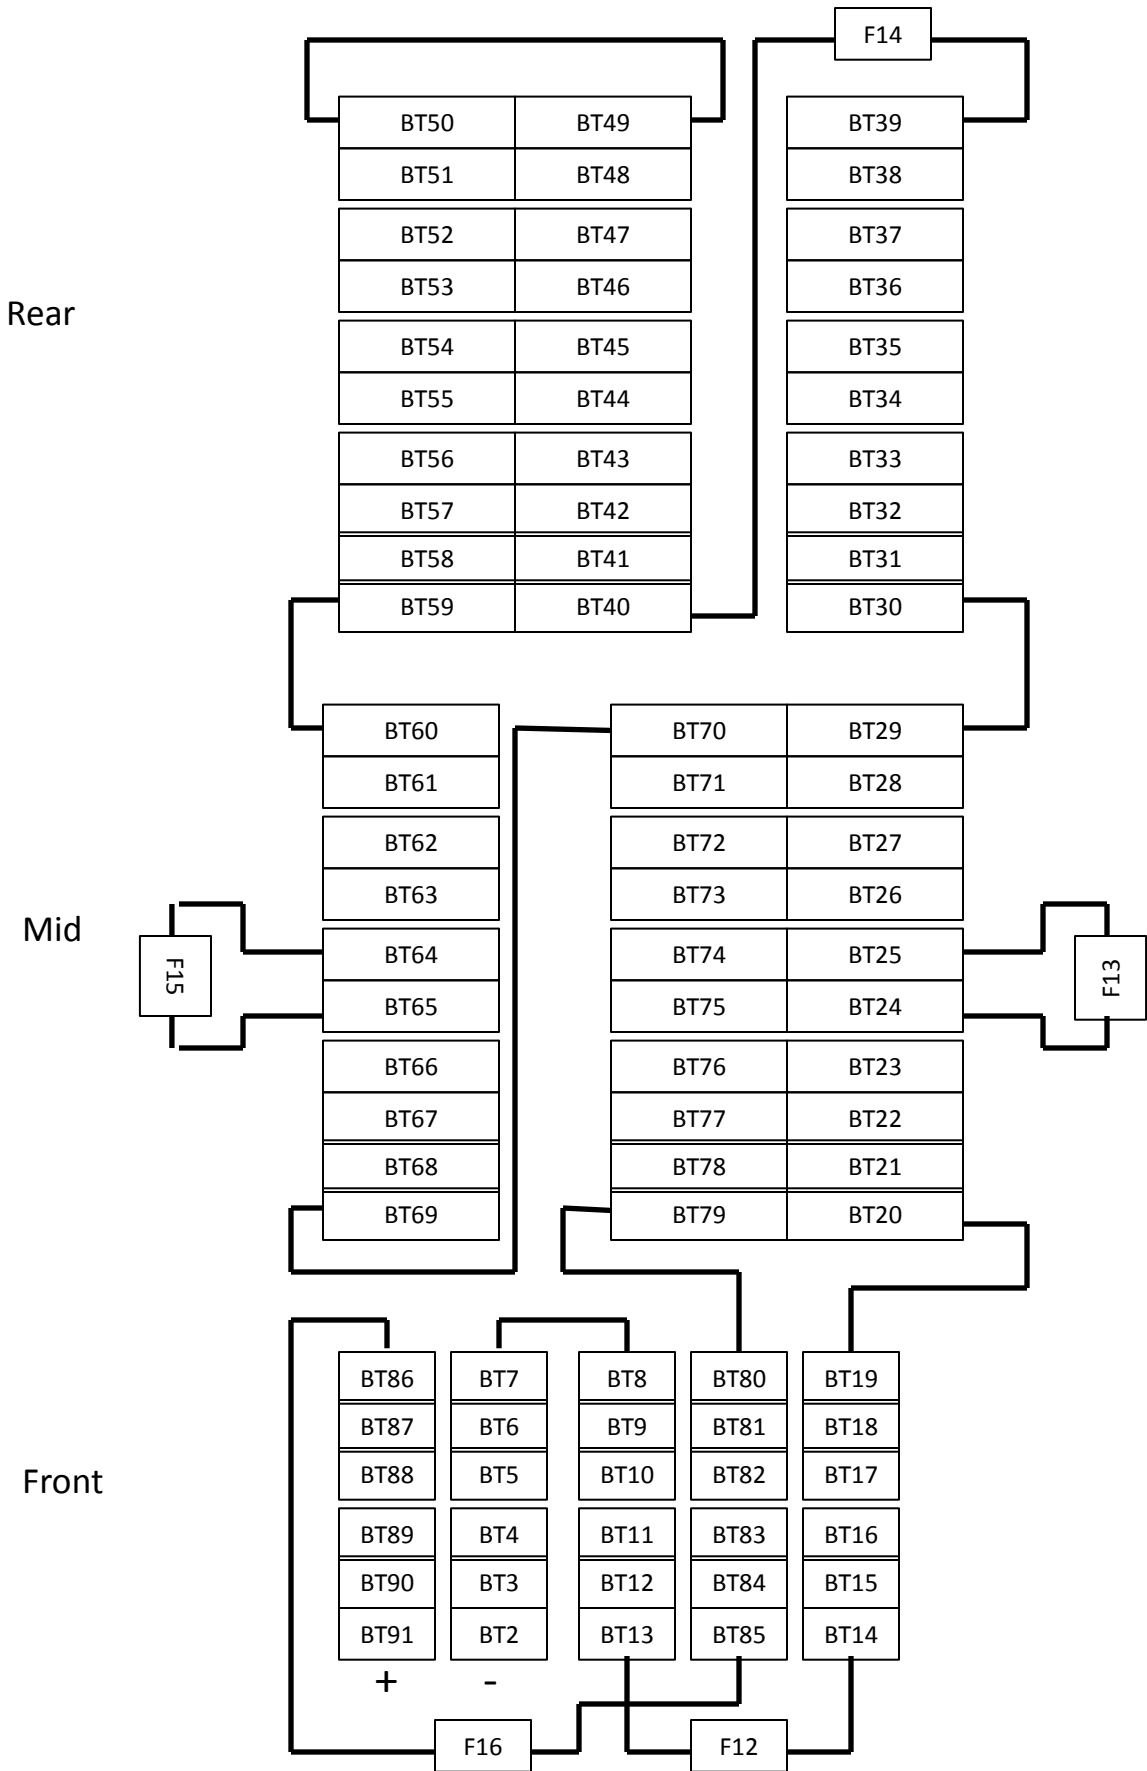 F14
BT50 BT49 BT39
BT51 BT48 BT38
BT52 BT47 BT37
BT53 BT46 BT36
Rear
BT54 BT45 BT35
BT55 BT44 BT34
BT56 BT43 BT33
BT57 BT42 BT32
BT58 BT41 BT31
BT59 BT40 BT30
BT60 BT70 BT29
BT61 BT71 BT28
BT62 BT72 BT27
BT63 BT73 BT26
Mid
F15 BT64 BT74 BT25 F13
BT65 BT75 BT24
BT66 BT76 BT23
BT67 BT77 BT22
BT68 BT78 BT21
BT69 BT79 BT20
BT86 BT7 BT8 BT80 BT19
BT87 BT6 BT9 BT81 BT18
Front BT88 BT5 BT10 BT82 BT17
BT89 BT4 BT11 BT83 BT16
BT90 BT3 BT12 BT84 BT15
BT91 BT2 BT13 BT85 BT14
+ -
F16 F12